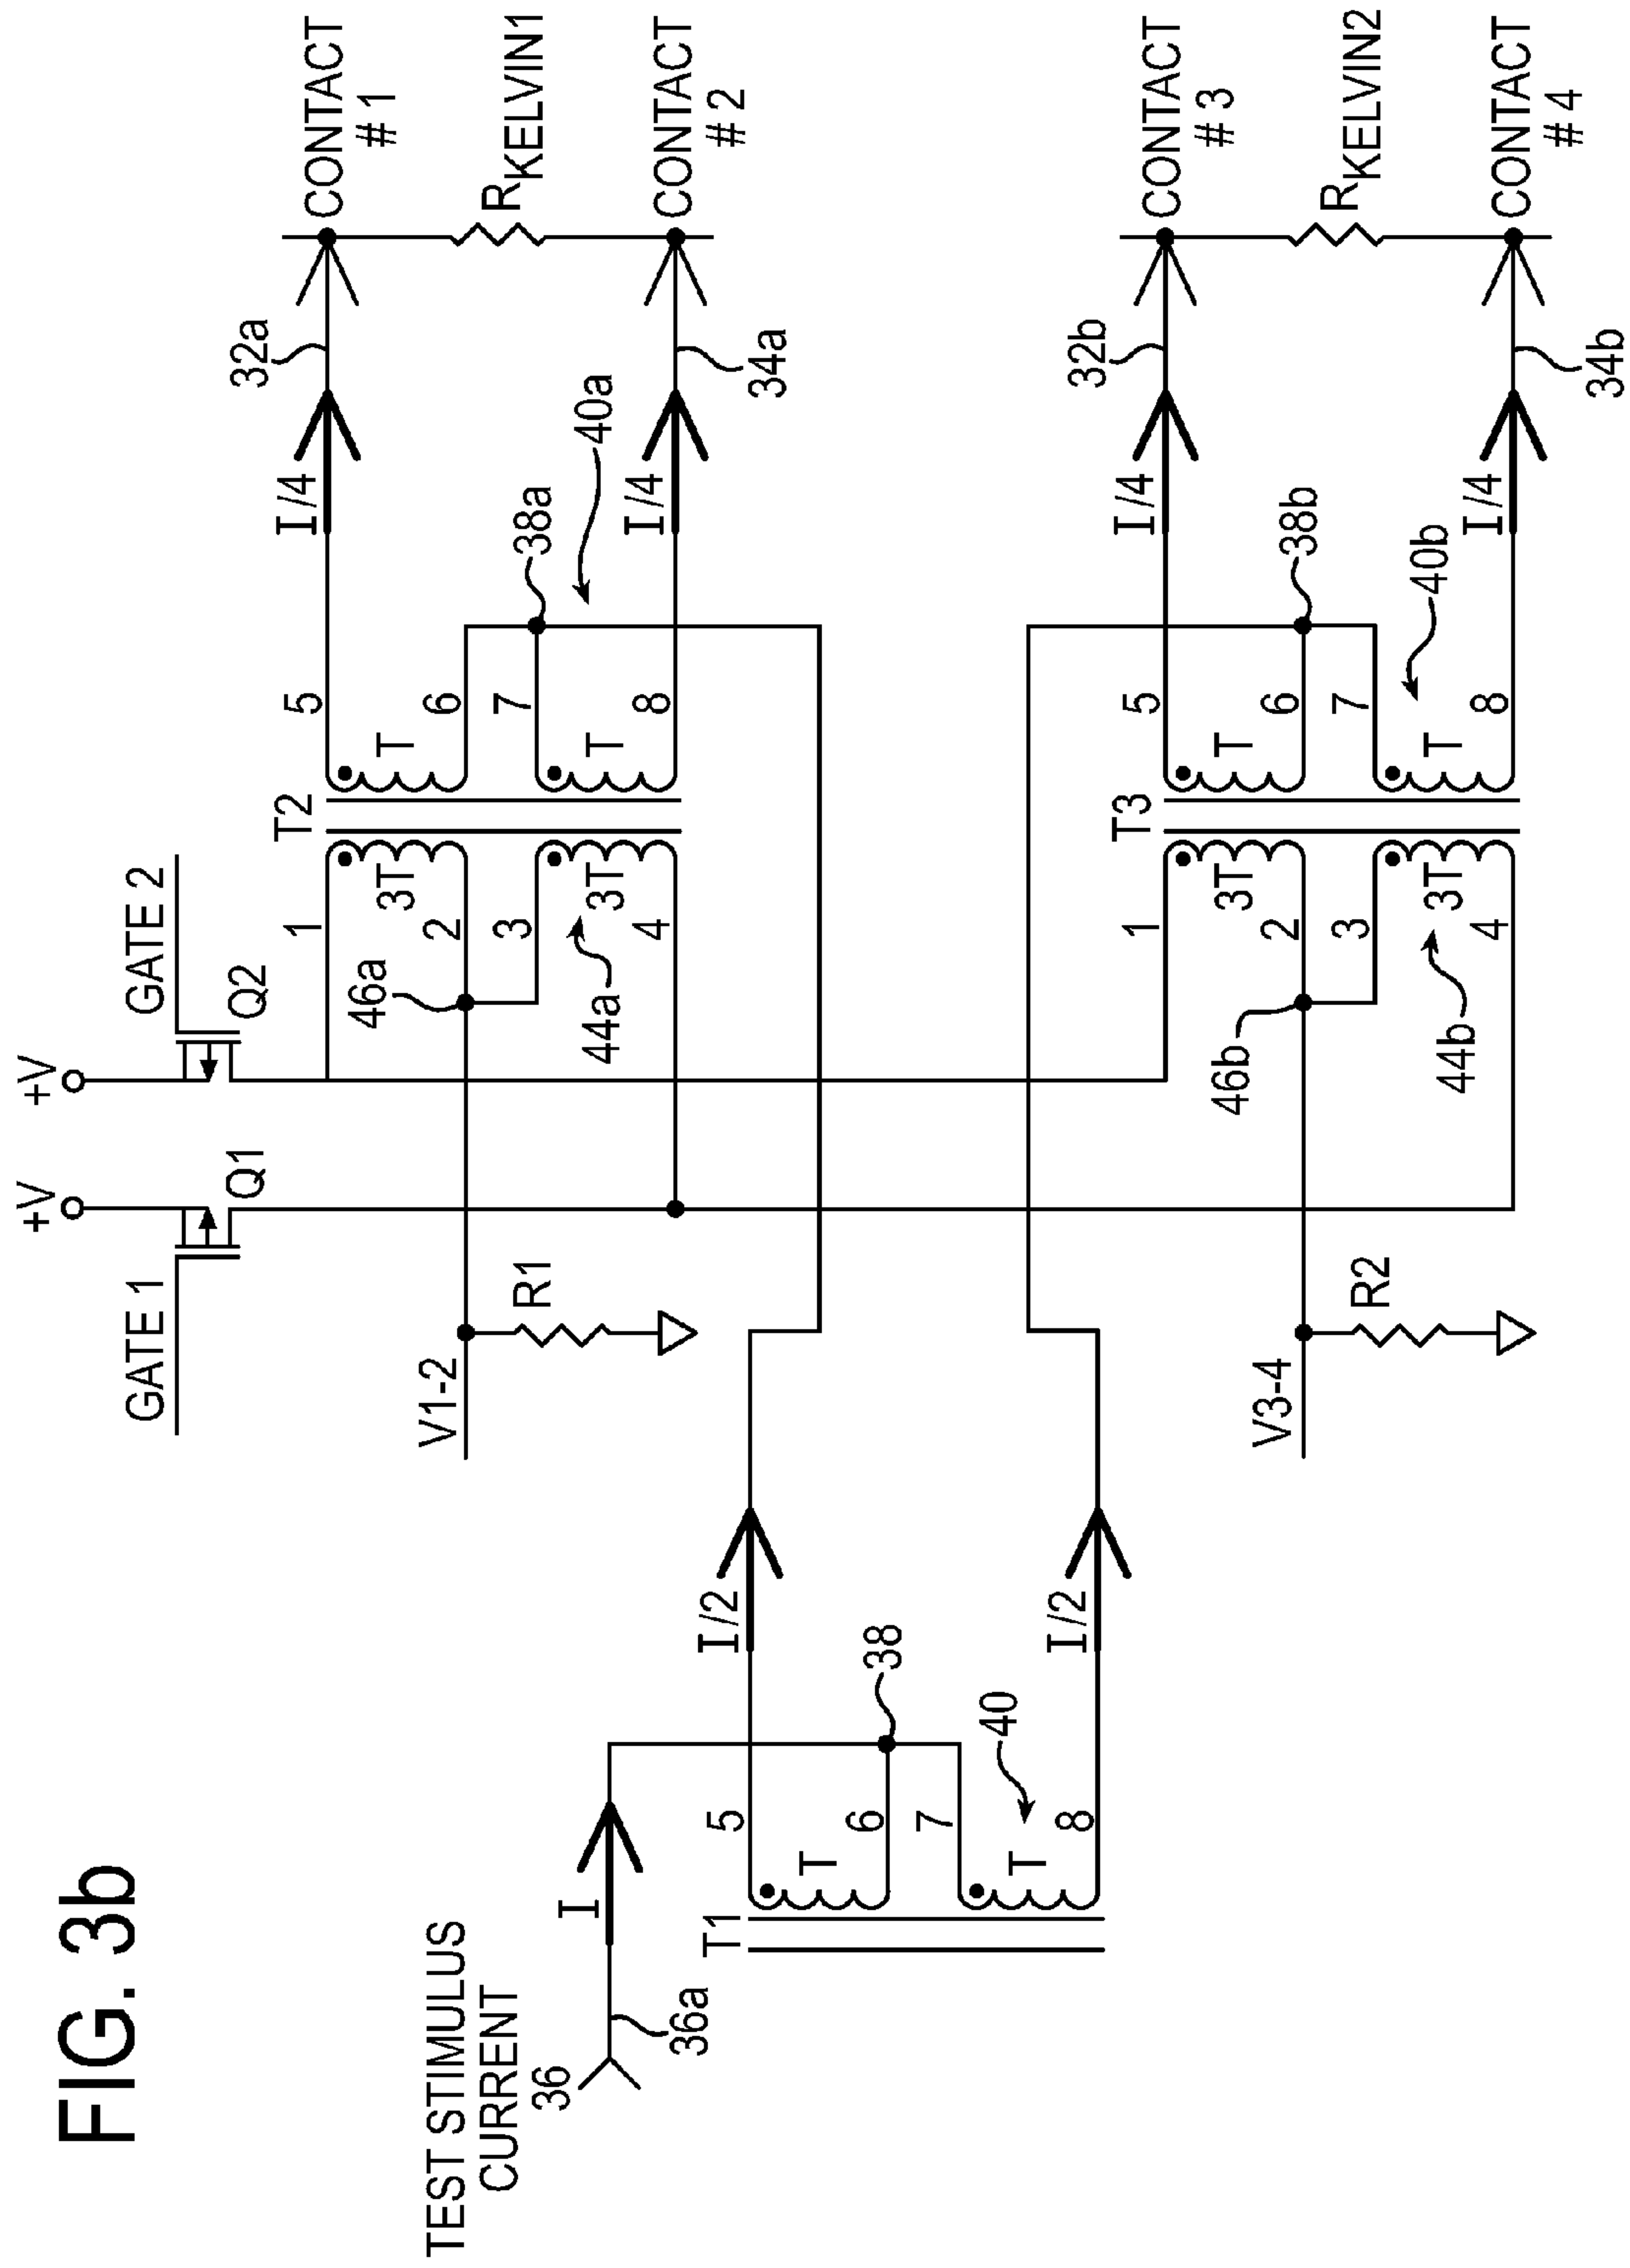 FIG. 3b
TEST STIMULUS
CURRENT
36
36a
I
T1
5
T
6
7
T
8
38
40
I/2
I/2
GATE 1
+V
Q1
GATE 2
+V
Q2
V1-2
R1
46a
44a
T2
1
3T
2
3
3T
4
5
T
6
7
T
8
38a
40a
I/4
I/4
32a
34a
CONTACT
#1
RKELVIN1
CONTACT
#2
V3-4
R2
46b
44b
T3
1
3T
2
3
3T
4
5
T
6
7
T
8
38b
40b
I/4
I/4
32b
34b
CONTACT
#3
RKELVIN2
CONTACT
#4